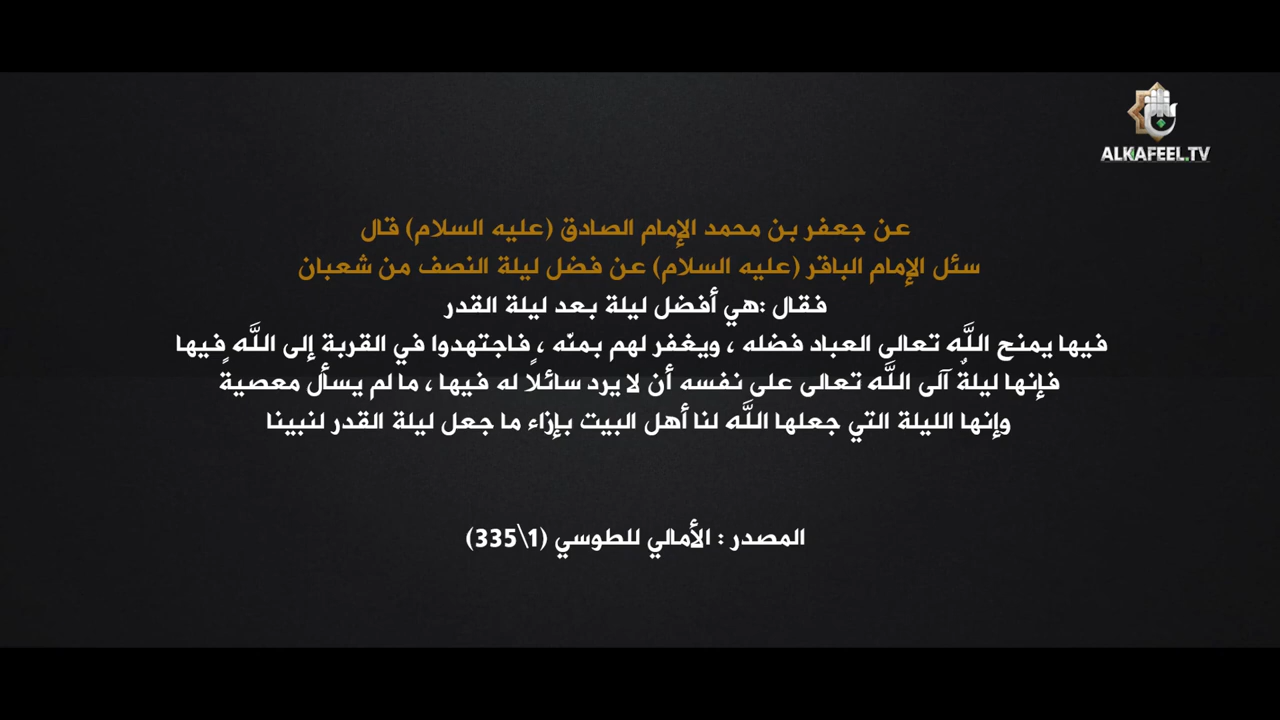 ALKAFEEL.TV
عن جعفر بن محمد الإمام الصادق (عليه السلام) قال
سئل الإمام الباقر (عليه السلام) عن فضل ليلة النصف من شعبان
فقال :هي أفضل ليلة بعد ليلة القدر
فيها يمنح اللَّه تعالى العباد فضله ، ويغفر لهم بمنّه ، فاجتهدوا في القربة إلى اللَّه فيها
فإنها ليلةٌ آلى اللَّه تعالى على نفسه أن لا يرد سائلاً له فيها ، ما لم يسأل معصيةٍ
وإنها الليلة التي جعلها اللَّه لنا أهل البيت بإزاء ما جعل ليلة القدر لنبينا
المصدر : الأمالي للطوسي (1\335)